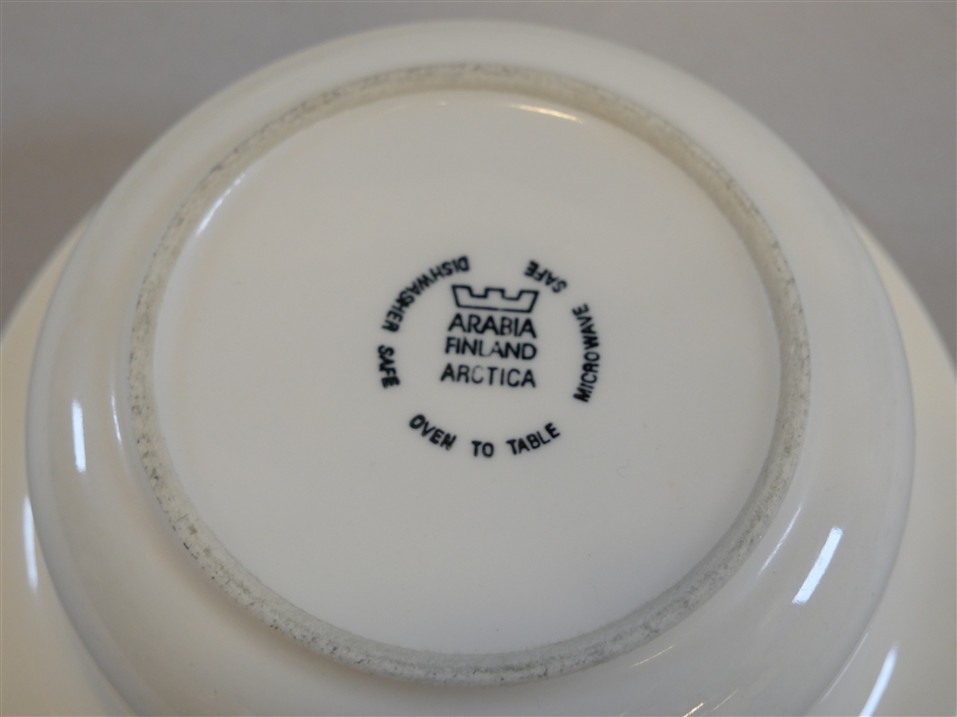 ARABIA
FINLAND
ARCTICA
DISHWASHER SAFE
MICROWAVE SAFE
OVEN TO TABLE